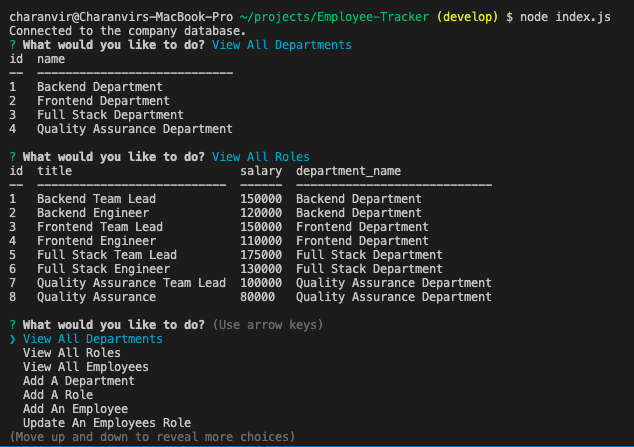 charanvir@Charanvirs-MacBook-Pro ~/projects/Employee-Tracker (develop) $ node index.js
Connected to the company database.
? What would you like to do? View All Departments
id  name
--  ----------------------------
1   Backend Department
2   Frontend Department
3   Full Stack Department
4   Quality Assurance Department

? What would you like to do? View All Roles
id  title                        salary  department_name
--  ---------------------------  ------  ----------------------------
1   Backend Team Lead            150000  Backend Department
2   Backend Engineer             120000  Backend Department
3   Frontend Team Lead           150000  Frontend Department
4   Frontend Engineer            110000  Frontend Department
5   Full Stack Team Lead         175000  Full Stack Department
6   Full Stack Engineer          130000  Full Stack Department
7   Quality Assurance Team Lead  100000  Quality Assurance Department
8   Quality Assurance            80000   Quality Assurance Department

? What would you like to do? (Use arrow keys)
❯ View All Departments
  View All Roles
  View All Employees
  Add A Department
  Add A Role
  Add An Employee
  Update An Employees Role
(Move up and down to reveal more choices)